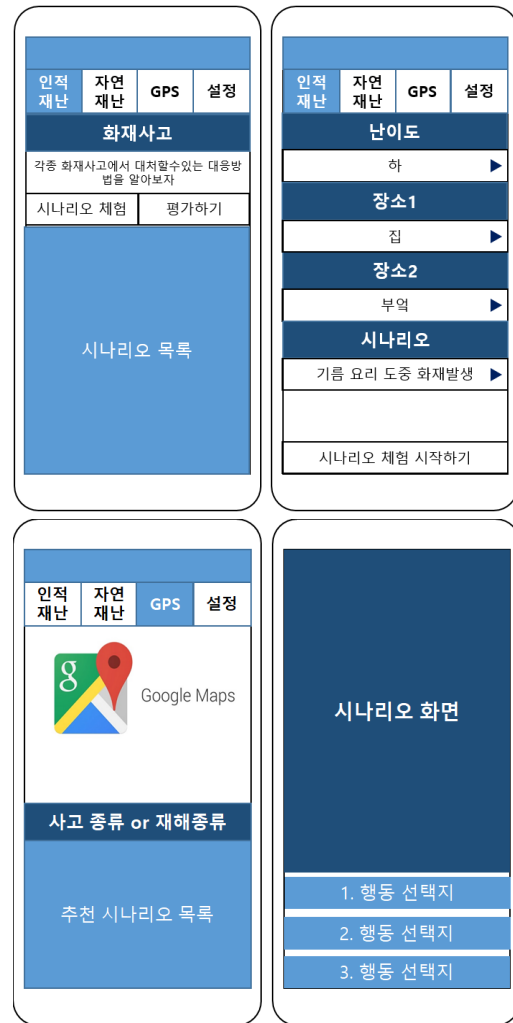 인적
재난
자연
재난
GPS
설정
화재사고
각종 화재사고에서 대처할수있는 대응방
법을 알아보자
시나리오 체험
평가하기
시나리오 목록
인적
재난
자연
재난
GPS
설정
난이도
하
장소1
집
장소2
부엌
시나리오
기름 요리 도중 화재발생
시나리오 체험 시작하기
인적
재난
자연
재난
GPS
설정
g
Google Maps
사고 종류 or 재해종류
추천 시나리오 목록
시나리오 화면
1. 행동 선택지
2. 행동 선택지
3. 행동 선택지